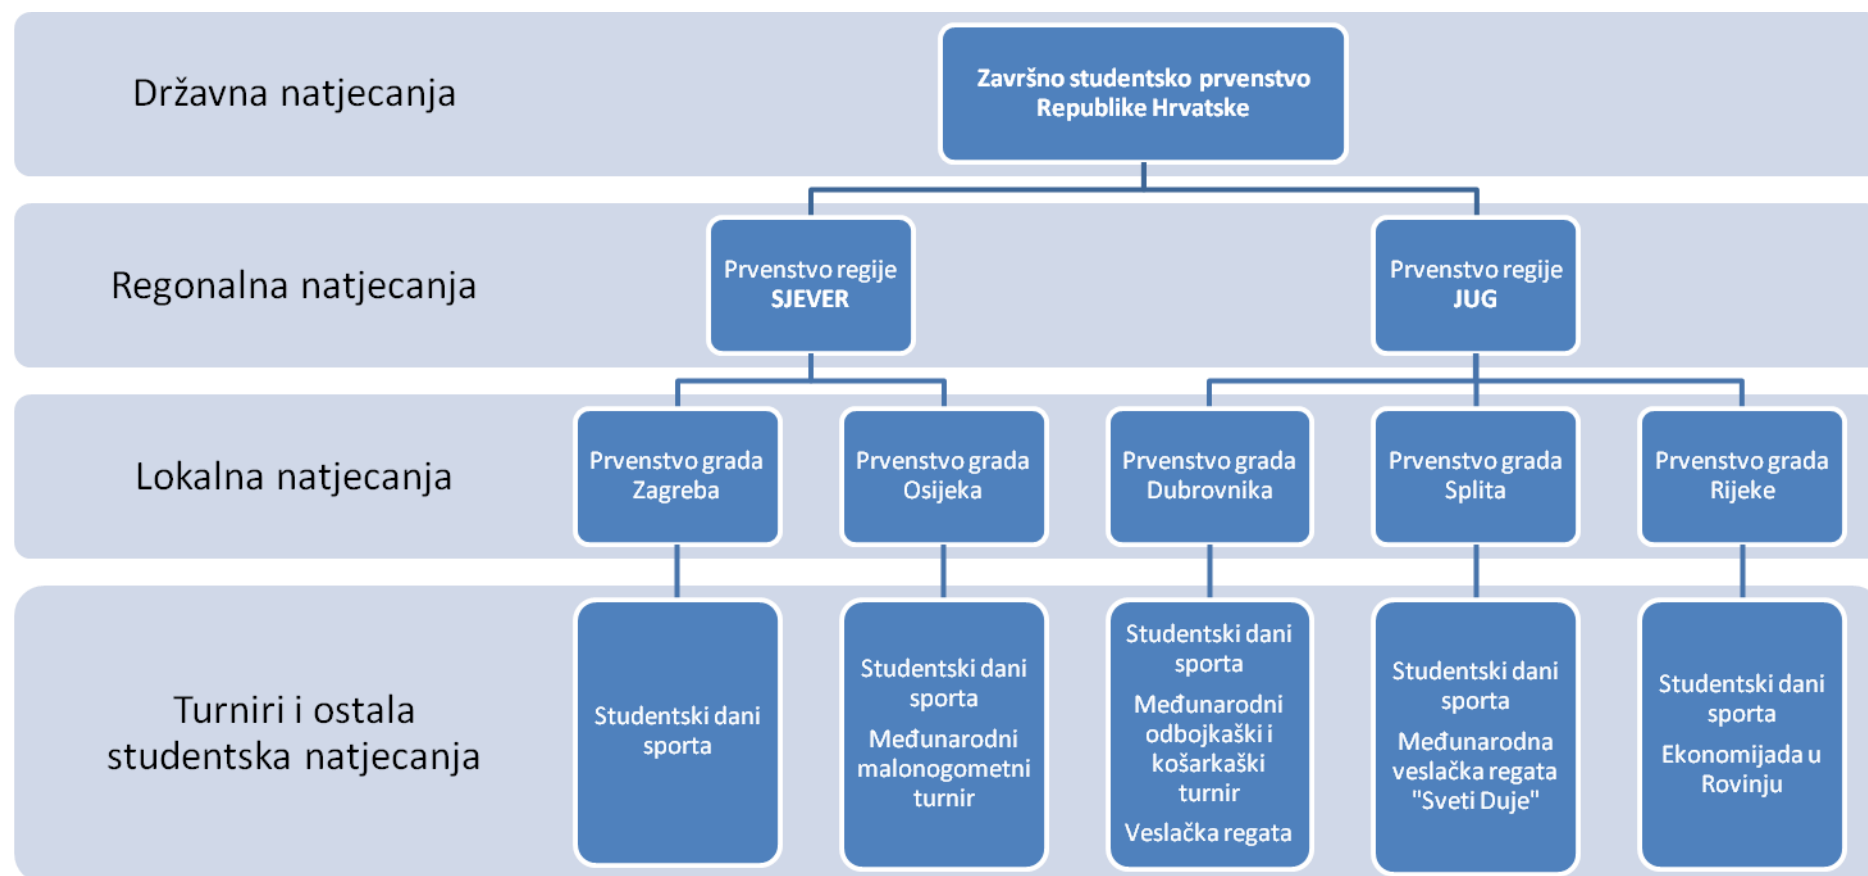 Državna natjecanja
Završno studentsko prvenstvo
Republike Hrvatske
Regonalna natjecanja
Prvenstvo regije
SJEVER
Prvenstvo regije
JUG
Lokalna natjecanja
Prvenstvo grada
Zagreba
Prvenstvo grada
Osijeka
Prvenstvo grada
Dubrovnika
Prvenstvo grada
Splita
Prvenstvo grada
Rijeke
Turniri i ostala
studentska natjecanja
Studentski dani
sporta
Studentski dani
sporta
Međunarodni
malonogometni
turnir
Studentski dani
sporta
Međunarodni
odbojkaški i
košarkaški
turnir
Veslačka regata
Studentski dani
sporta
Međunarodna
veslačka regata
"Sveti Duje"
Studentski dani
sporta
Ekonomijada u
Rovinju